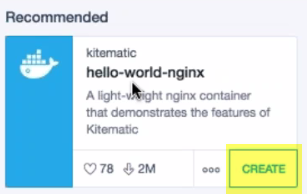 Recommended
kitematic
hello-world-nginx
A light-weight nginx container
that demonstrates the features of
Kitematic
78 2M CREATE